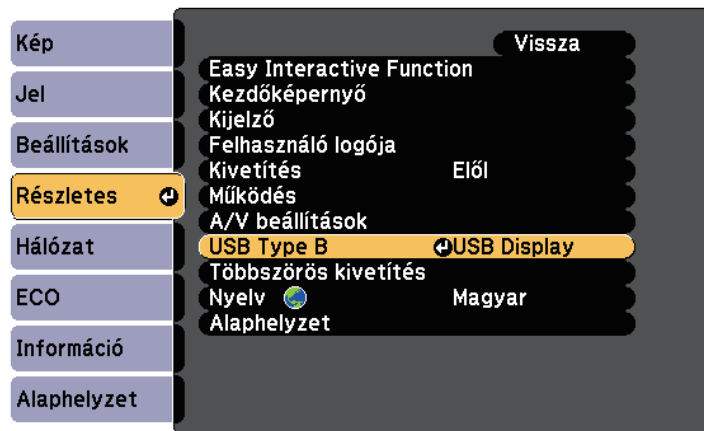 Kép
Jel
Beállítások
Részletes
Hálózat
ECO
Információ
Alaphelyzet
Vissza
Easy Interactive Function
Kezdőképernyő
Kijelző
Felhasználó logója
Kivetítés Elől
Működés
A/V beállítások
USB Type B USB Display
Többszörös kivetítés
Nyelv Magyar
Alaphelyzet